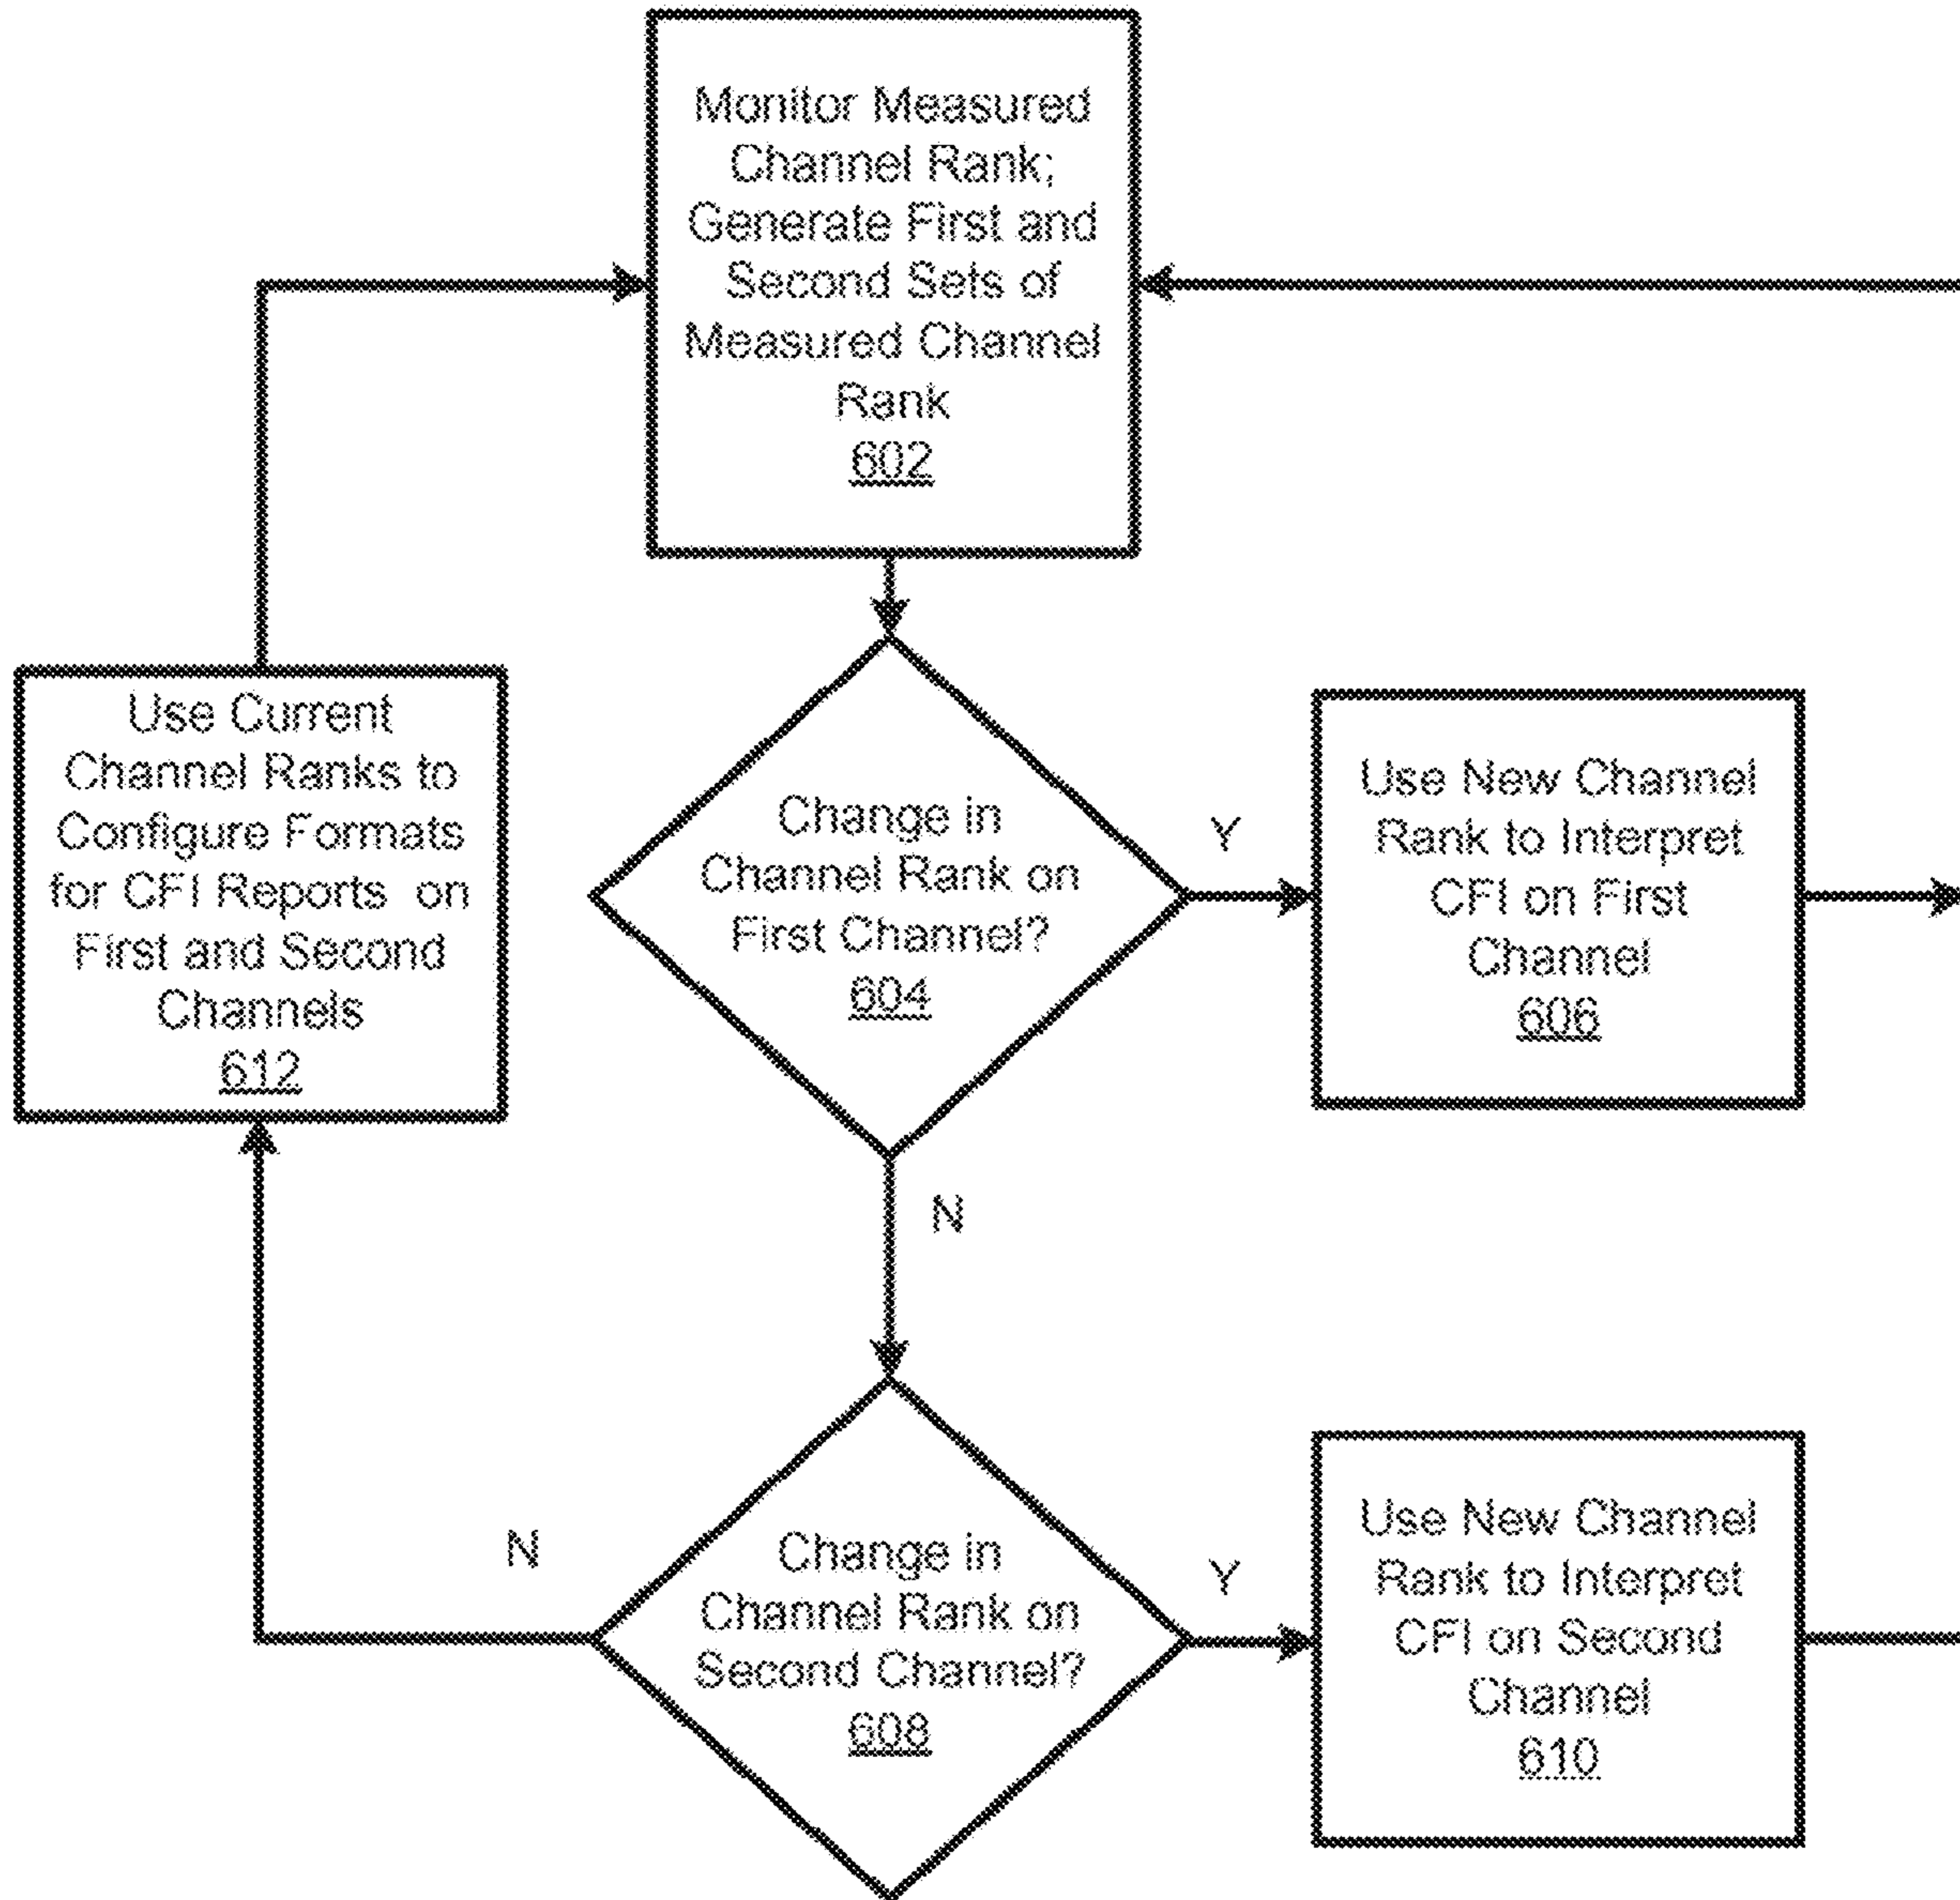 Monitor Measured
Channel Rank;
Generate First and
Second Sets of
Measured Channel
Rank
602
Use Current
Channel Ranks to
Configure Formats
for CFI Reports on
First and Second
Channels
612
Change in
Channel Rank on
First Channel?
604
Y
Use New Channel
Rank to Interpret
CFI on First
Channel
606
N
Change in
Channel Rank on
Second Channel?
608
N
Y
Use New Channel
Rank to Interpret
CFI on Second
Channel
610